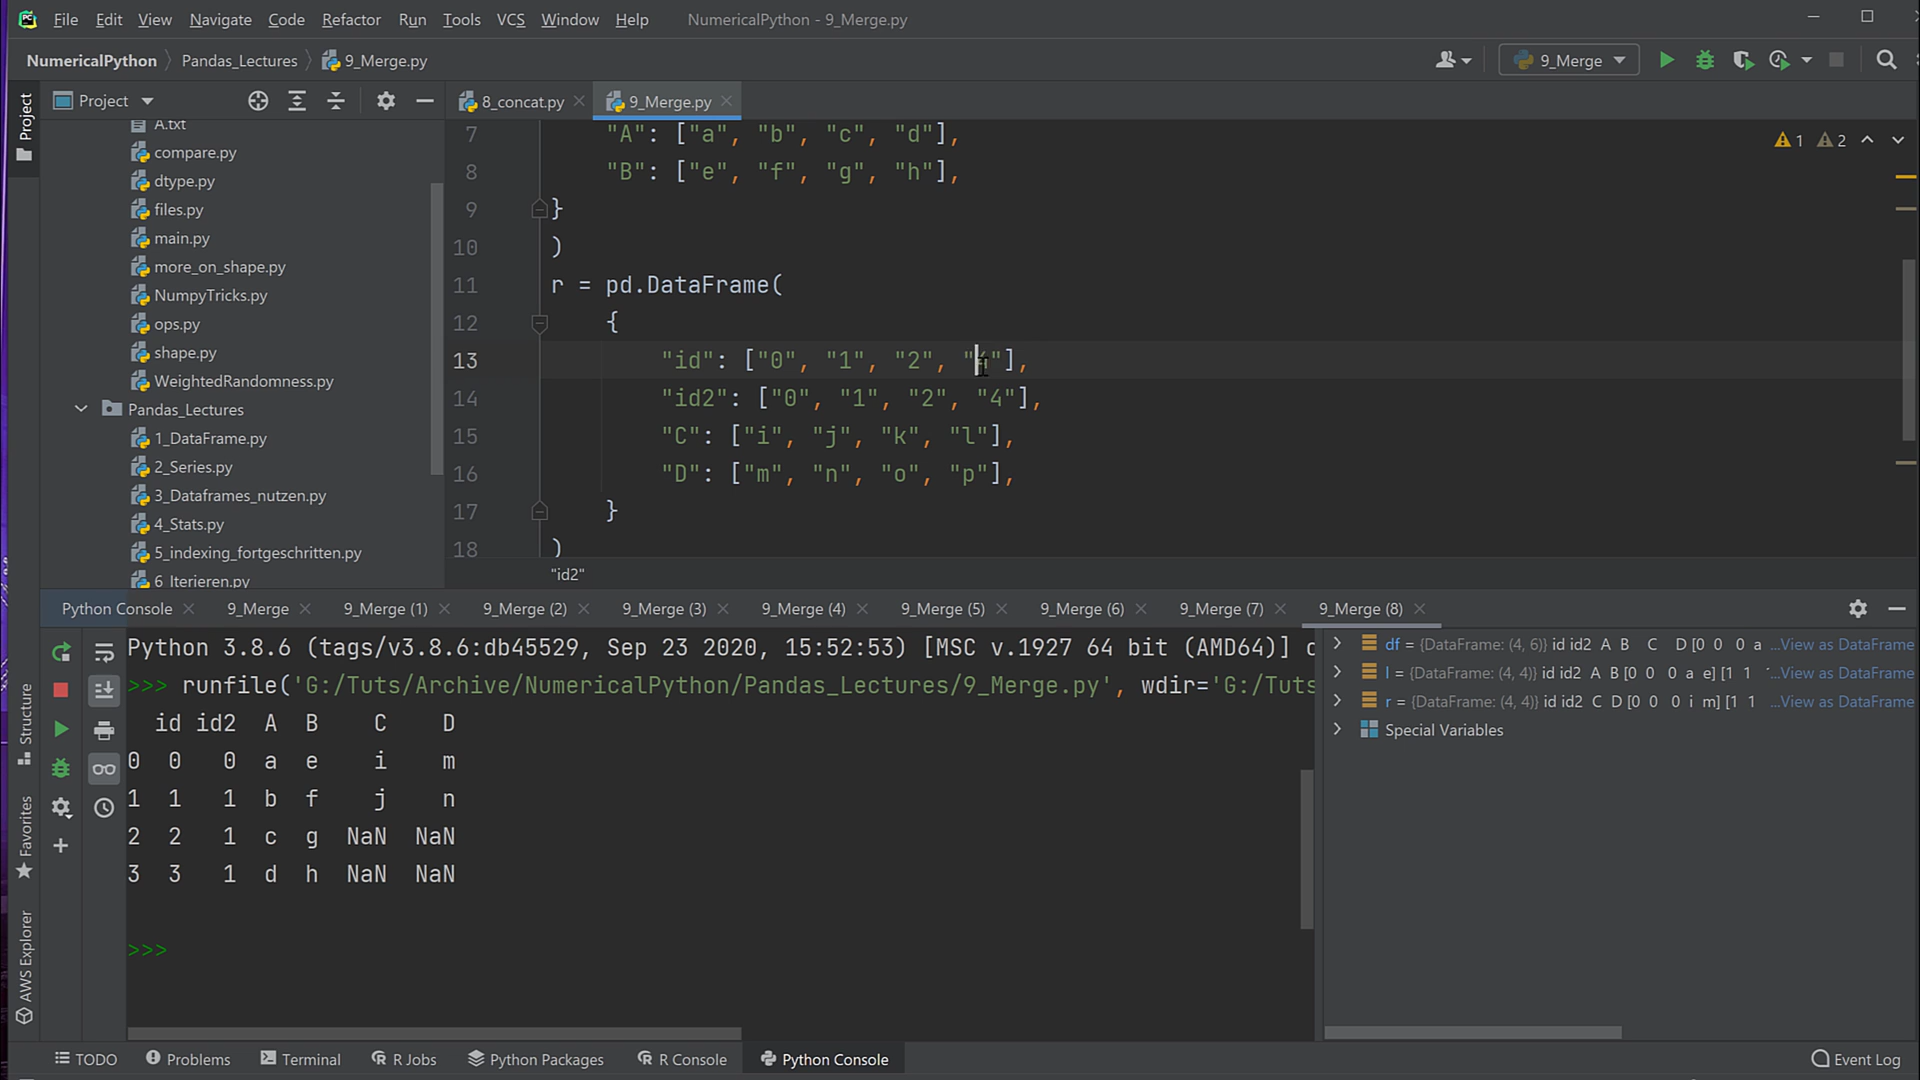 File Edit View Navigate Code Refactor Run Tools VCS Window Help NumericalPython - 9_Merge.py
NumericalPython Pandas_Lectures 9_Merge.py 9_Merge
Project
Project
8_concat.py
9_Merge.py
A.txt
compare.py
dtype.py
files.py
main.py
more_on_shape.py
NumpyTricks.py
ops.py
shape.py
WeightedRandomness.py
Pandas_Lectures
1_DataFrame.py
2_Series.py
3_Dataframes_nutzen.py
4_Stats.py
5_indexing_fortgeschritten.py
6_Iterieren.py
1 2
7 "A": ["a", "b", "c", "d"],
8 "B": ["e", "f", "g", "h"],
9 }
10 )
11 r = pd.DataFrame(
12 {
13 "id": ["0", "1", "2", "4"],
14 "id2": ["0", "1", "2", "4"],
15 "C": ["i", "j", "k", "l"],
16 "D": ["m", "n", "o", "p"],
17 }
18 )
"id2"
Python Console 9_Merge 9_Merge (1) 9_Merge (2) 9_Merge (3) 9_Merge (4) 9_Merge (5) 9_Merge (6) 9_Merge (7) 9_Merge (8)
Python 3.8.6 (tags/v3.8.6:db45529, Sep 23 2020, 15:52:53) [MSC v.1927 64 bit (AMD64)] o
>>> runfile('G:/Tuts/Archive/NumericalPython/Pandas_Lectures/9_Merge.py', wdir='G:/Tuts
id id2 A B C D
0 0 0 a e i m
1 1 1 b f j n
2 2 1 c g NaN NaN
3 3 1 d h NaN NaN
>>>
df = {DataFrame: (4, 6)} id id2 A B C D [0 0 0 a ...View as DataFrame
l = {DataFrame: (4, 4)} id id2 A B [0 0 0 a e] [1 1 ...View as DataFrame
r = {DataFrame: (4, 4)} id id2 C D [0 0 0 i m] [1 1 ...View as DataFrame
Special Variables
Structure
Favorites
AWS Explorer
TODO Problems Terminal R Jobs Python Packages R Console Python Console Event Log